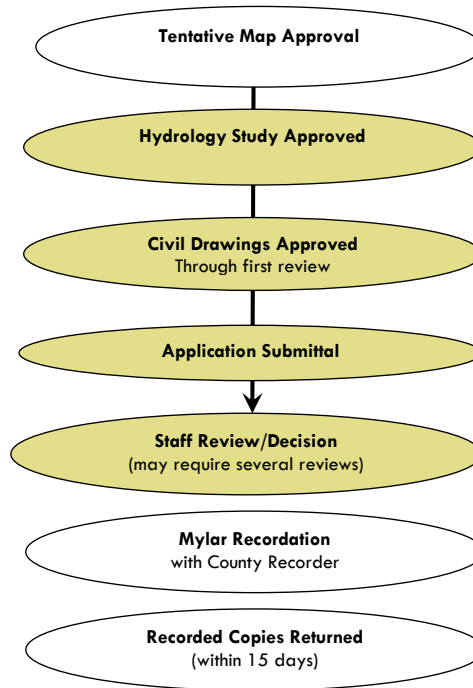 Tentative Map Approval
Hydrology Study Approved
Civil Drawings Approved
Through first review
Application Submittal
Staff Review/Decision
(may require several reviews)
Mylar Recordation
with County Recorder
Recorded Copies Returned
(within 15 days)